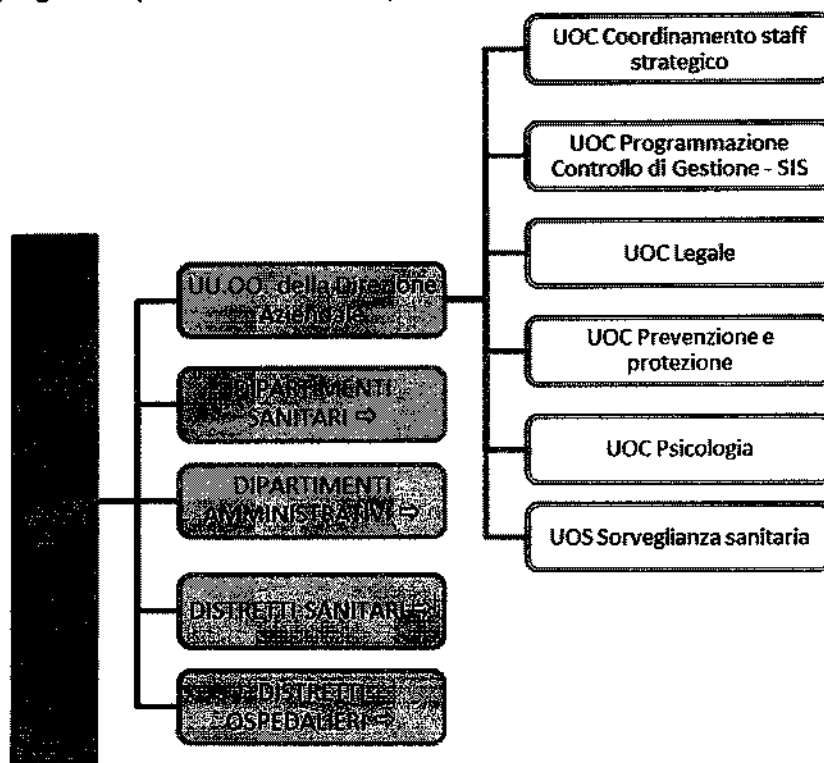 UOC Coordinamento staff
strategico
UOC Programmazione
Controllo di Gestione - SIS
UOC Legale
UOC Prevenzione e
protezione
UOC Psicologia
UOS Sorveglianza sanitaria
UU.OO. della Direzione
Aziendale
DIPARTIMENTI
SANITARI ⇨
DIPARTIMENTI
AMMINISTRATIVI ⇨
DISTRETTI SANITARI ⇨
DISTRETTI
OSPEDALIERI ⇨